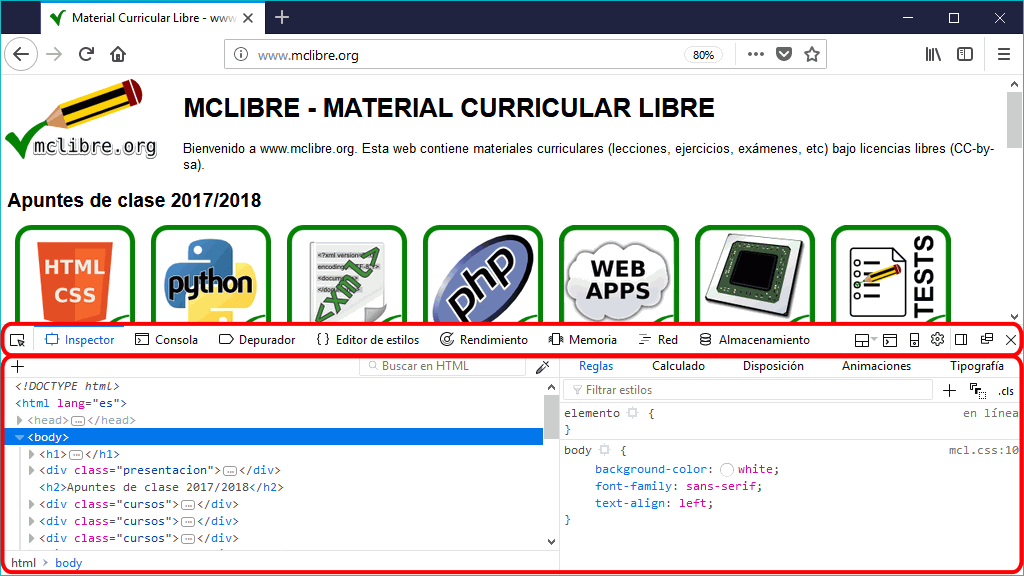 Material Curricular Libre - www
www.mclibre.org
80%
mclibre.org
MCLIBRE - MATERIAL CURRICULAR LIBRE
Bienvenido a www.mclibre.org. Esta web contiene materiales curriculares (lecciones, ejercicios, exámenes, etc) bajo licencias libres (CC-by-
sa).
Apuntes de clase 2017/2018
HTML
CSS
python
<?xml version
<xml>
php
WEB
APPS
TESTS
Inspector Consola Depurador { } Editor de estilos Rendimiento Memoria Red Almacenamiento
+ Buscar en HTML
<!DOCTYPE html>
<html lang="es">
<head>…</head>
<body>
<h1>…</h1>
<div class="presentacion">…</div>
<h2>Apuntes de clase 2017/2018</h2>
<div class="cursos">…</div>
<div class="cursos">…</div>
<div class="cursos">…</div>
html > body
Reglas Calculado Disposición Animaciones Tipografía
Filtrar estilos + .cls
elemento { en línea
}
body { mcl.css:10
background-color: white;
font-family: sans-serif;
text-align: left;
}